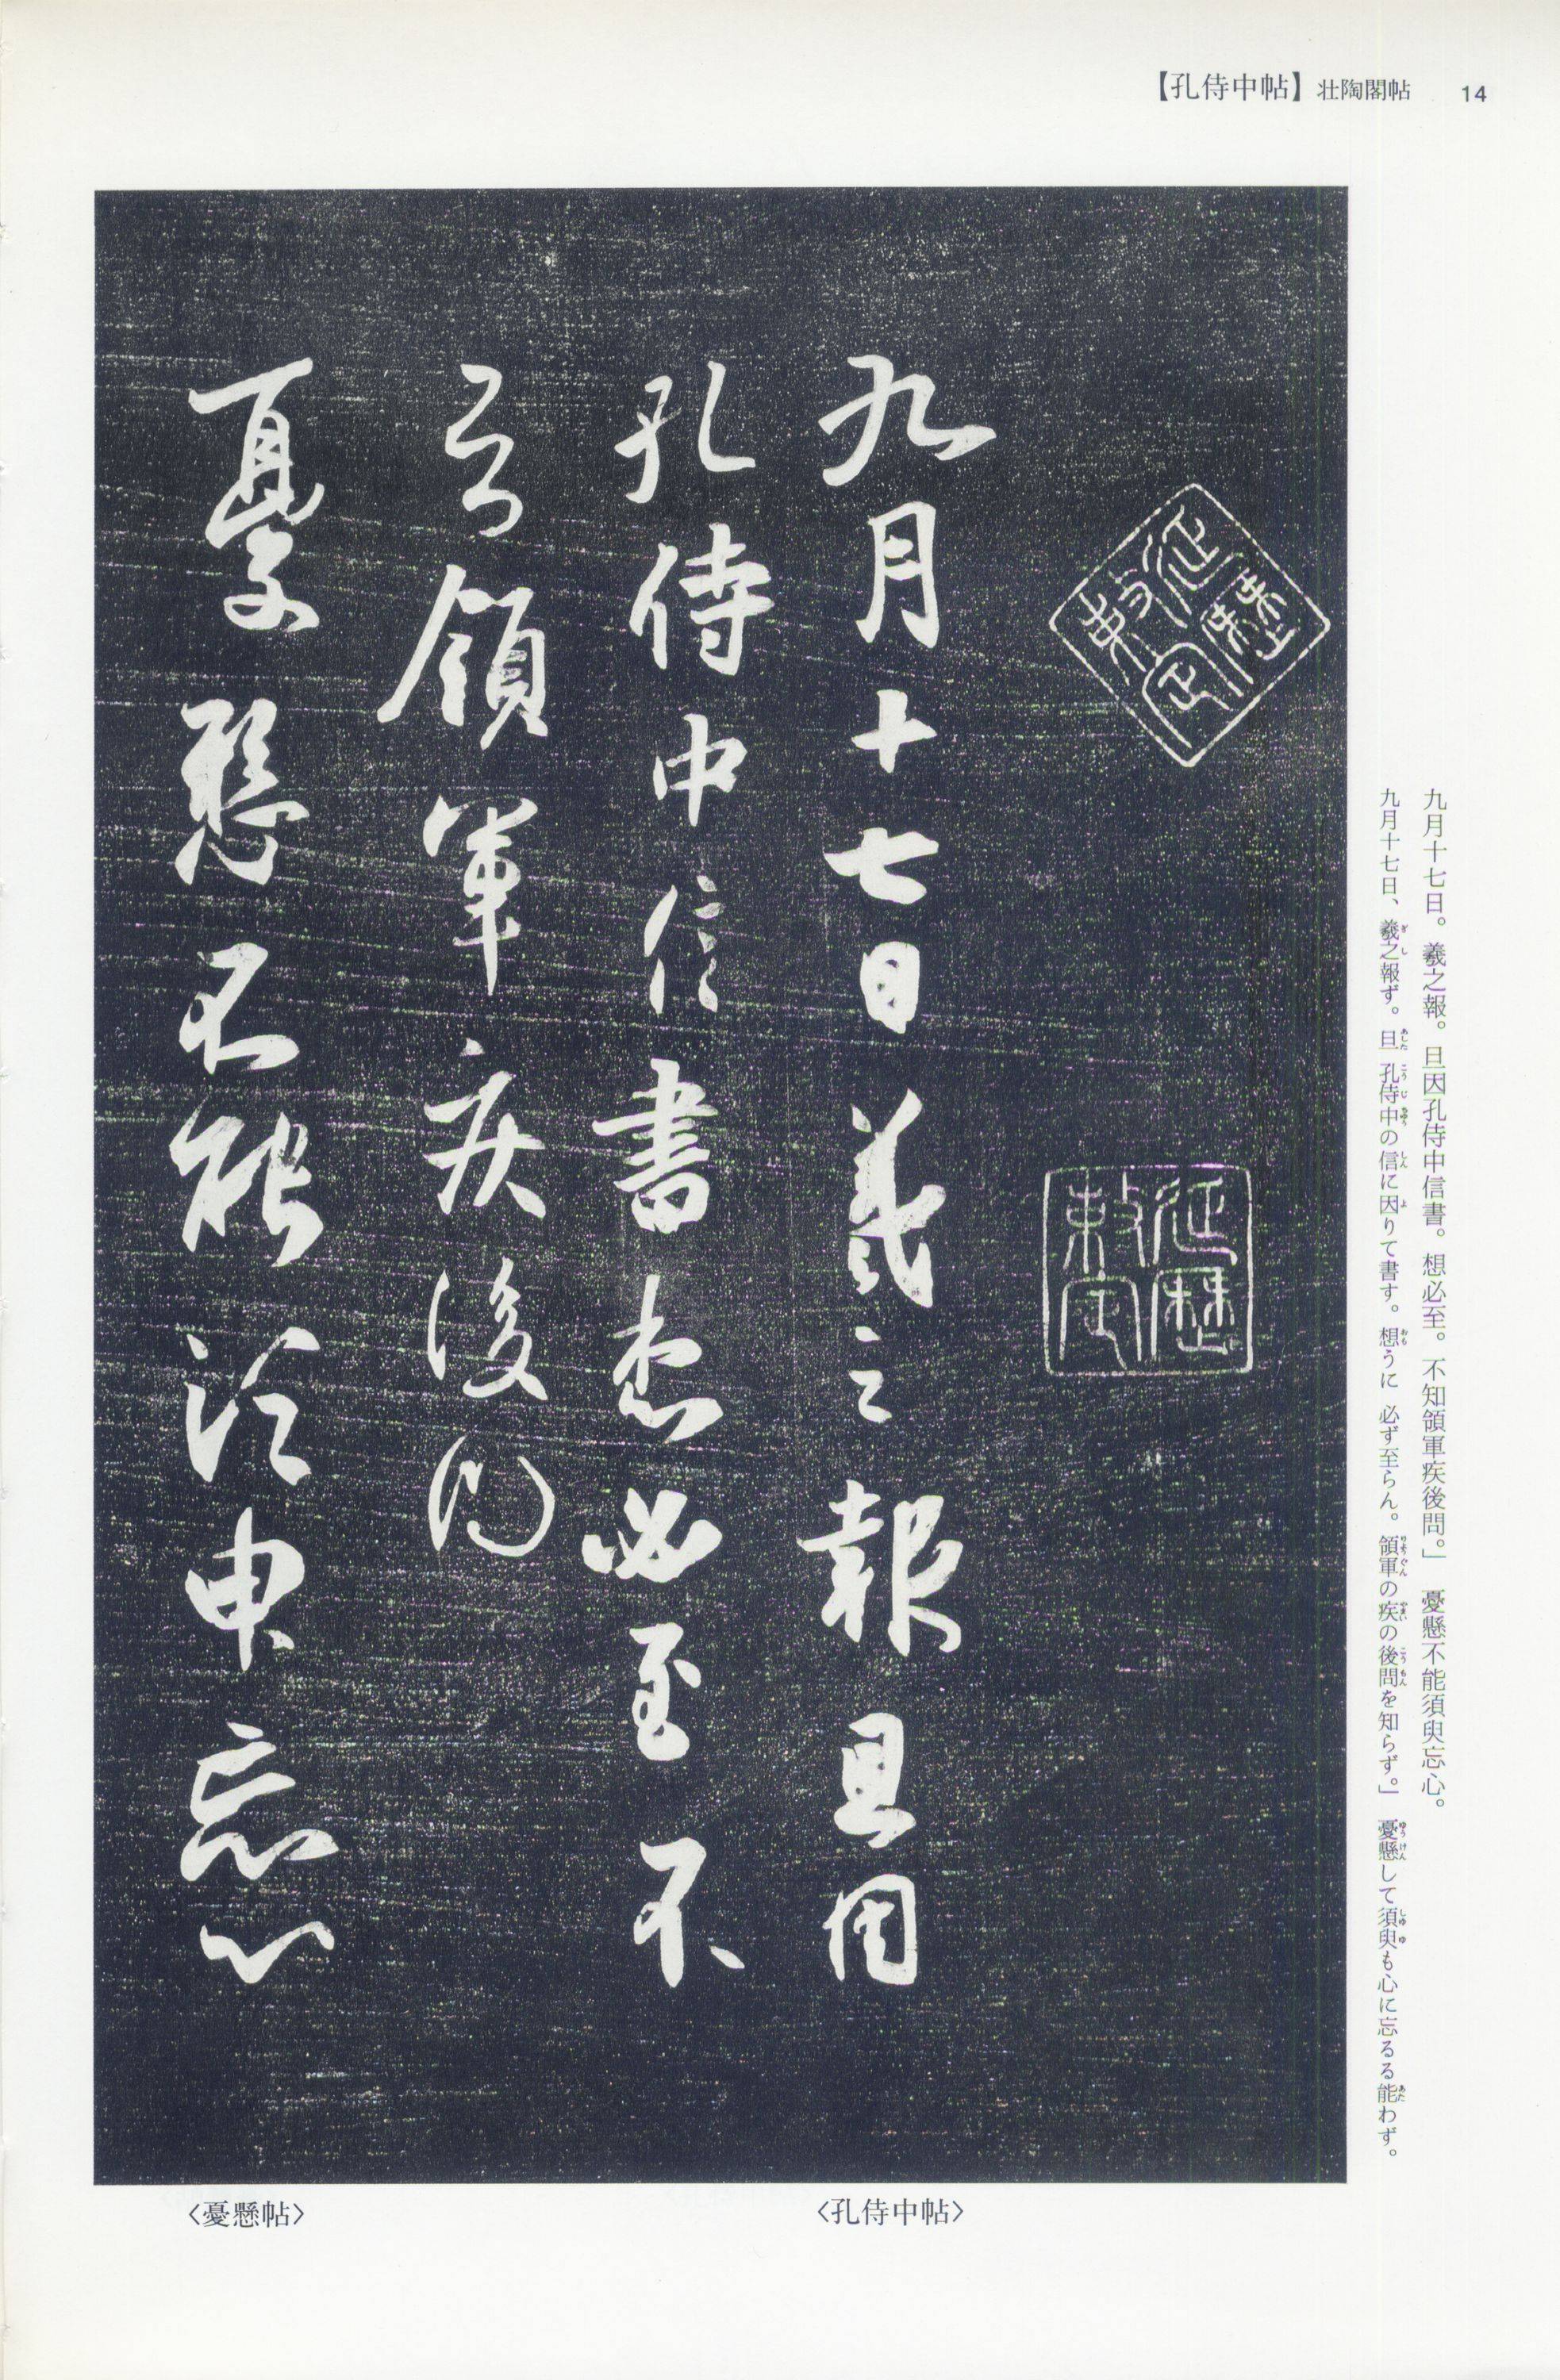 【孔侍中帖】壮陶閣帖 14
九月十七日。羲之報。旦因孔侍中信書。想必至。不知領軍疾後問。」 憂懸不能須臾忘心。
九月十七日、羲之報ず。旦 孔侍中の信に因りて書す。想うに 必ず至らん。領軍の疾の後問を知らず。」 憂懸して須臾も心に忘るる能わず。
九月十七日羲之報旦因
孔侍中信書想必至不
知領軍疾後問
憂懸不能須臾忘心
〈孔侍中帖〉
〈憂懸帖〉